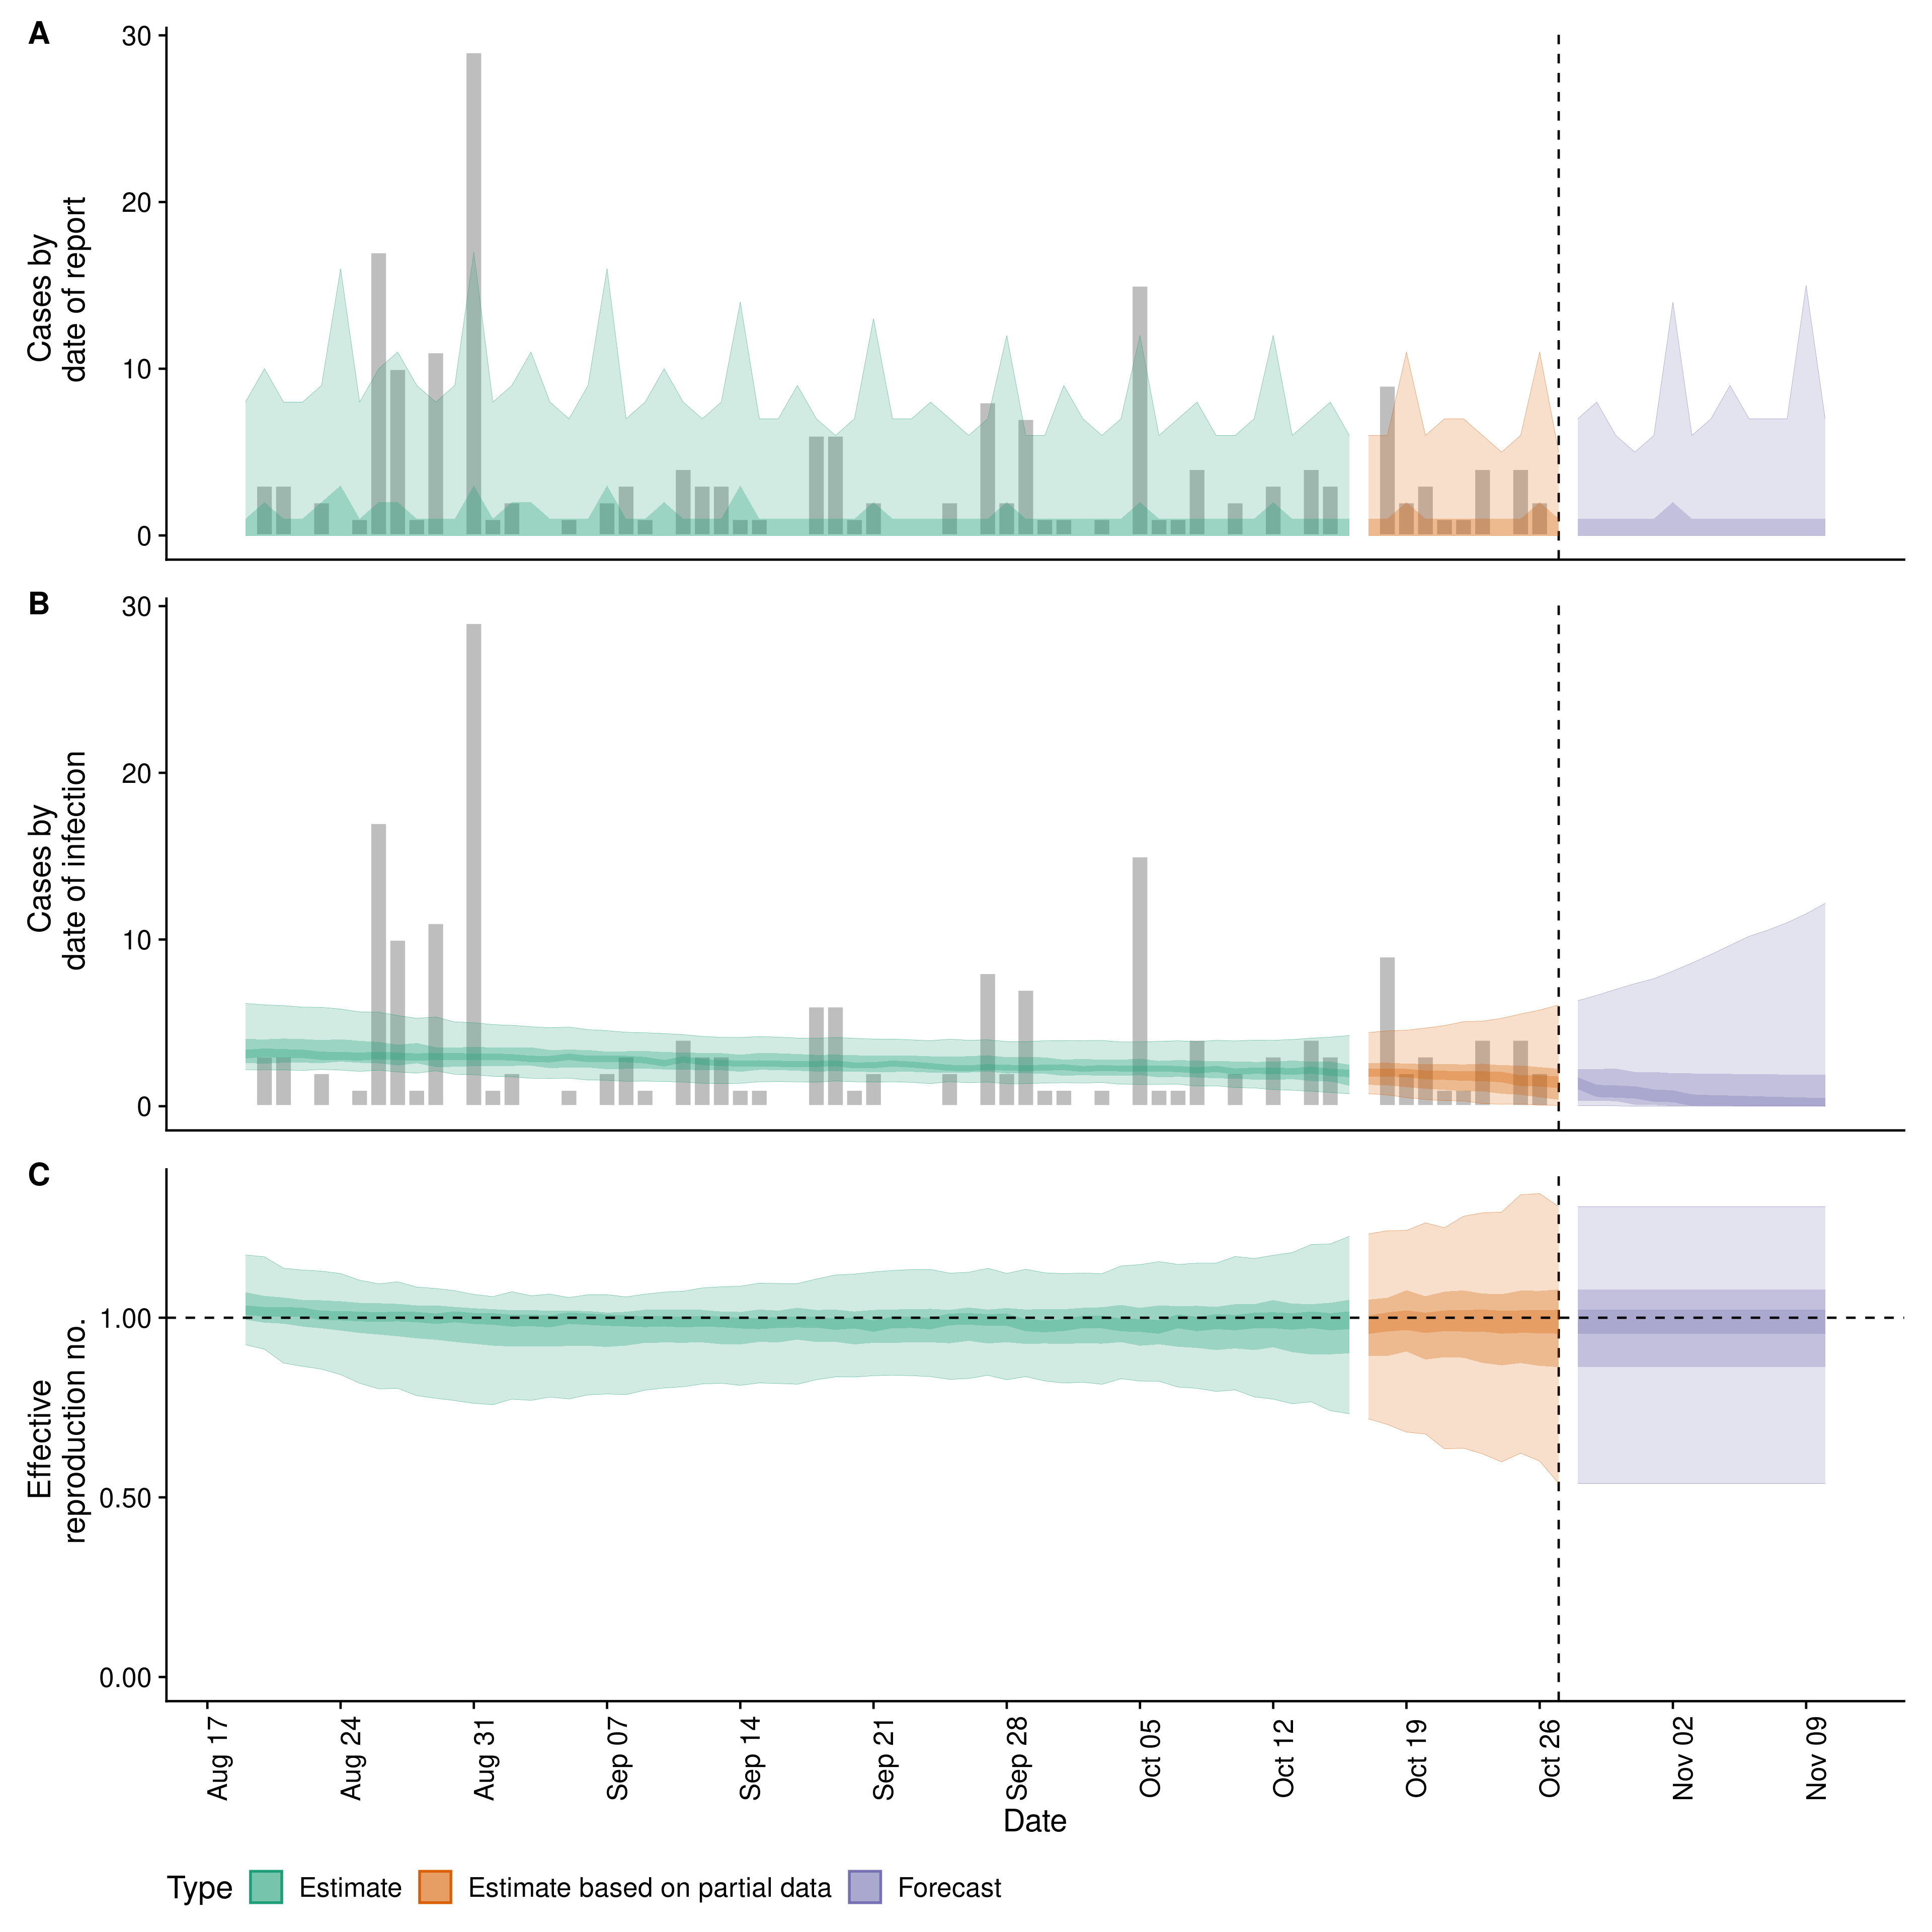 A
30
20
10
0
Cases by
date of report
B
30
20
10
0
Cases by
date of infection
C
1.00
0.50
0.00
Effective
reproduction no.
Aug 17
Aug 24
Aug 31
Sep 07
Sep 14
Sep 21
Sep 28
Oct 05
Oct 12
Oct 19
Oct 26
Nov 02
Nov 09
Date
Type Estimate Estimate based on partial data Forecast